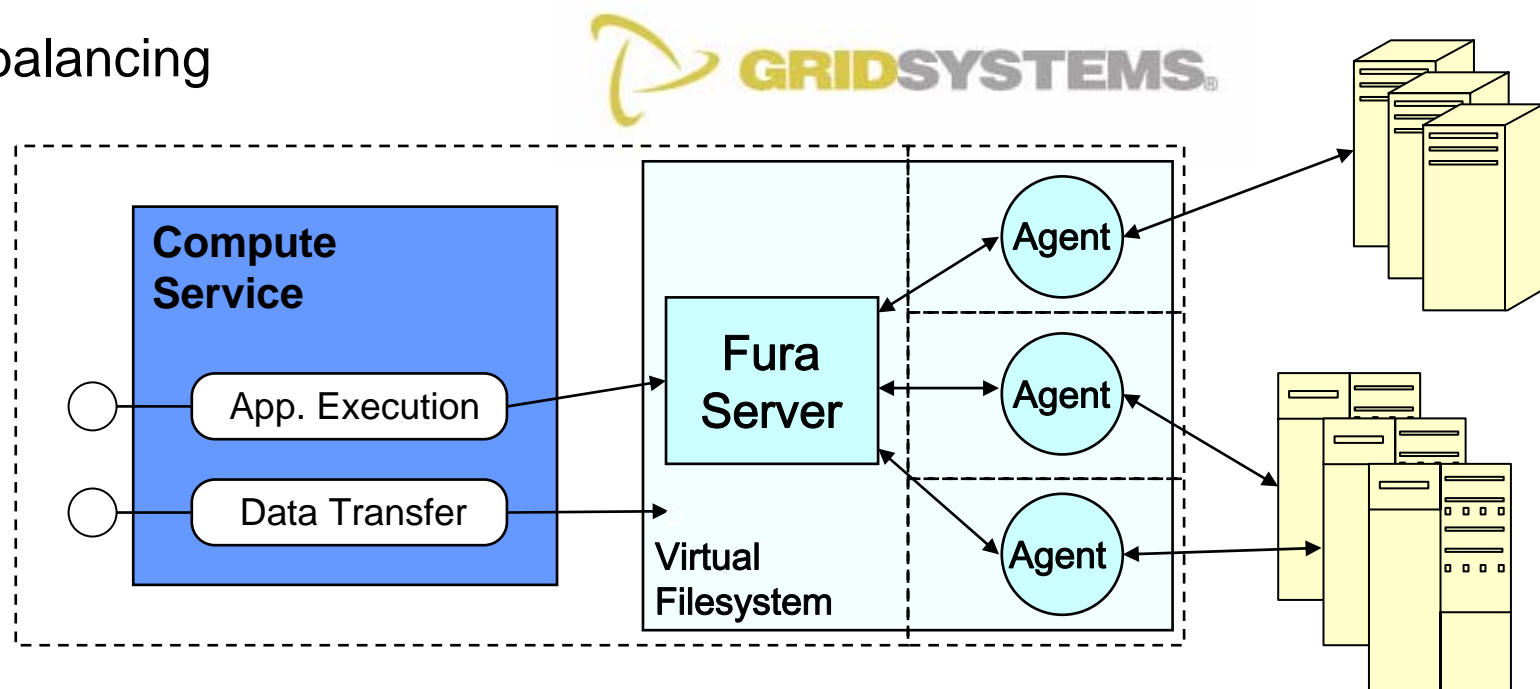 balancing
GRIDSYSTEMS®
Compute
Service
App. Execution
Data Transfer
Fura
Server
Virtual
Filesystem
Agent
Agent
Agent